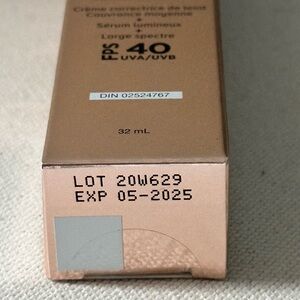 Crème correctrice de teint
Couvrance moyenne
+
Sérum lumineux
+
Large spectre
FPS 40
UVA/UVB
DIN 02524767
32 mL
LOT 20W629
EXP 05-2025